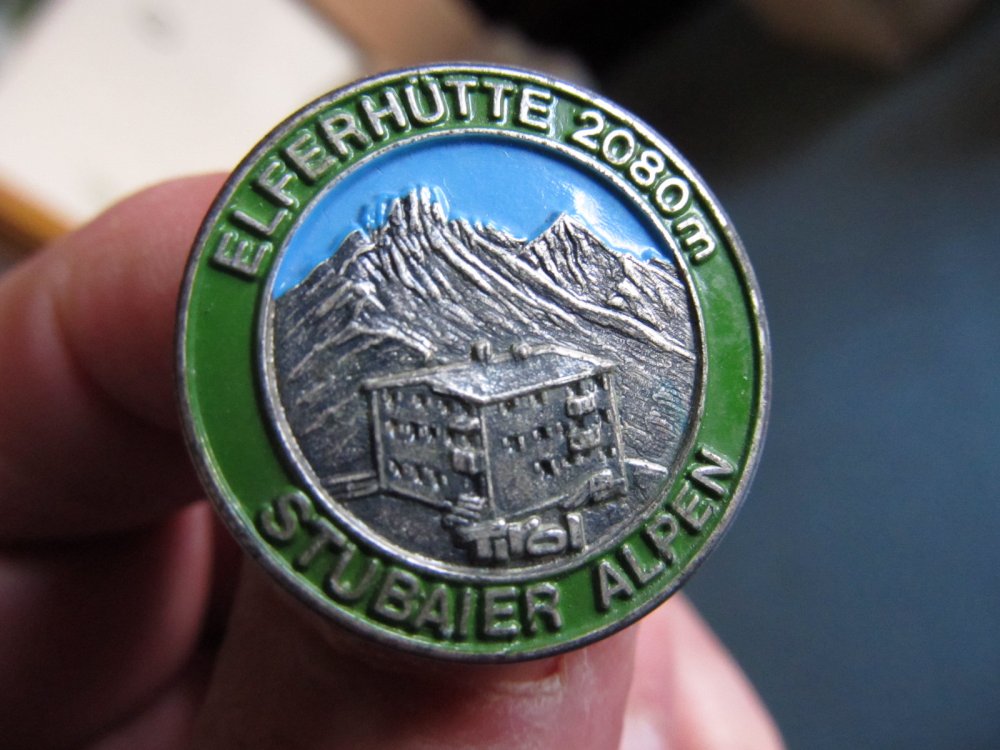 ELFERHÜTTE 2080m
Tirol
STUBAIER ALPEN